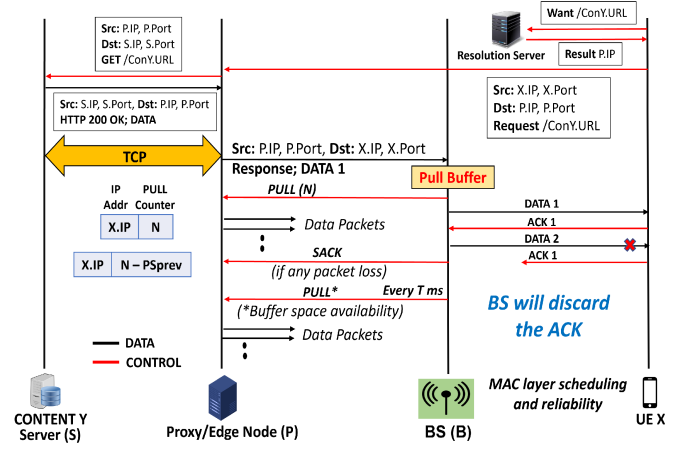 Want /ConY.URL
Resolution Server
Result P.IP
Src: P.IP, P.Port
Dst: S.IP, S.Port
GET /ConY.URL
Src: X.IP, X.Port
Dst: P.IP, P.Port
Request /ConY.URL
Src: S.IP, S.Port, Dst: P.IP, P.Port
HTTP 200 OK; DATA
TCP
Src: P.IP, P.Port, Dst: X.IP, X.Port
Response; DATA 1
Pull Buffer
IP Addr
PULL Counter
X.IP
N
PULL (N)
Data Packets
DATA 1
ACK 1
DATA 2
ACK 1
X.IP
N – PSprev
SACK
(if any packet loss)
PULL*
Every T ms
(*Buffer space availability)
Data Packets
BS will discard
the ACK
DATA
CONTROL
MAC layer scheduling
and reliability
CONTENT Y
Server (S)
Proxy/Edge Node (P)
BS (B)
UE X